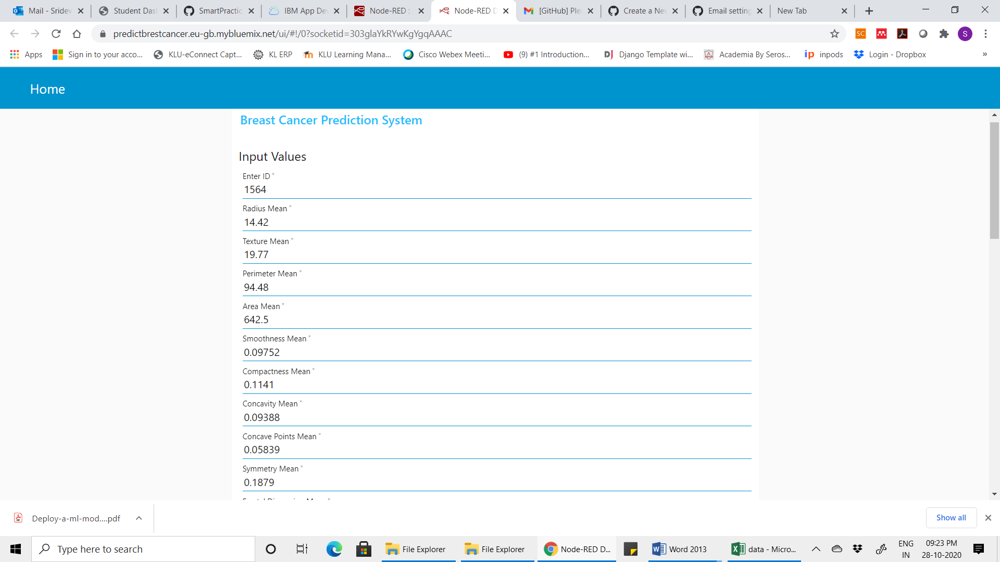 Mail - Sridev
Student Das
SmartPractic
IBM App De
Node-RED :
Node-RED D
[GitHub] Ple
Create a Ne
Email setting
New Tab
predictbrestcancer.eu-gb.mybluemix.net/ui/#!/0?socketid=303glaYkRYwKgYgqAAAC
SC
S
Apps
Sign in to your acco...
KLU-eConnect Capt...
KL ERP
KLU Learning Mana...
Cisco Webex Meeti...
(9) #1 Introduction...
Django Template wi...
Academia By Seros...
inpods
Login - Dropbox
»
Home
Breast Cancer Prediction System
Input Values
Enter ID *
1564
Radius Mean *
14.42
Texture Mean *
19.77
Perimeter Mean *
94.48
Area Mean *
642.5
Smoothness Mean *
0.09752
Compactness Mean *
0.1141
Concavity Mean *
0.09388
Concave Points Mean *
0.05839
Symmetry Mean *
0.1879
Deploy-a-ml-mod....pdf
Show all
Type here to search
File Explorer
File Explorer
Node-RED D...
Word 2013
data - Micro...
ENG
IN
09:23 PM
28-10-2020